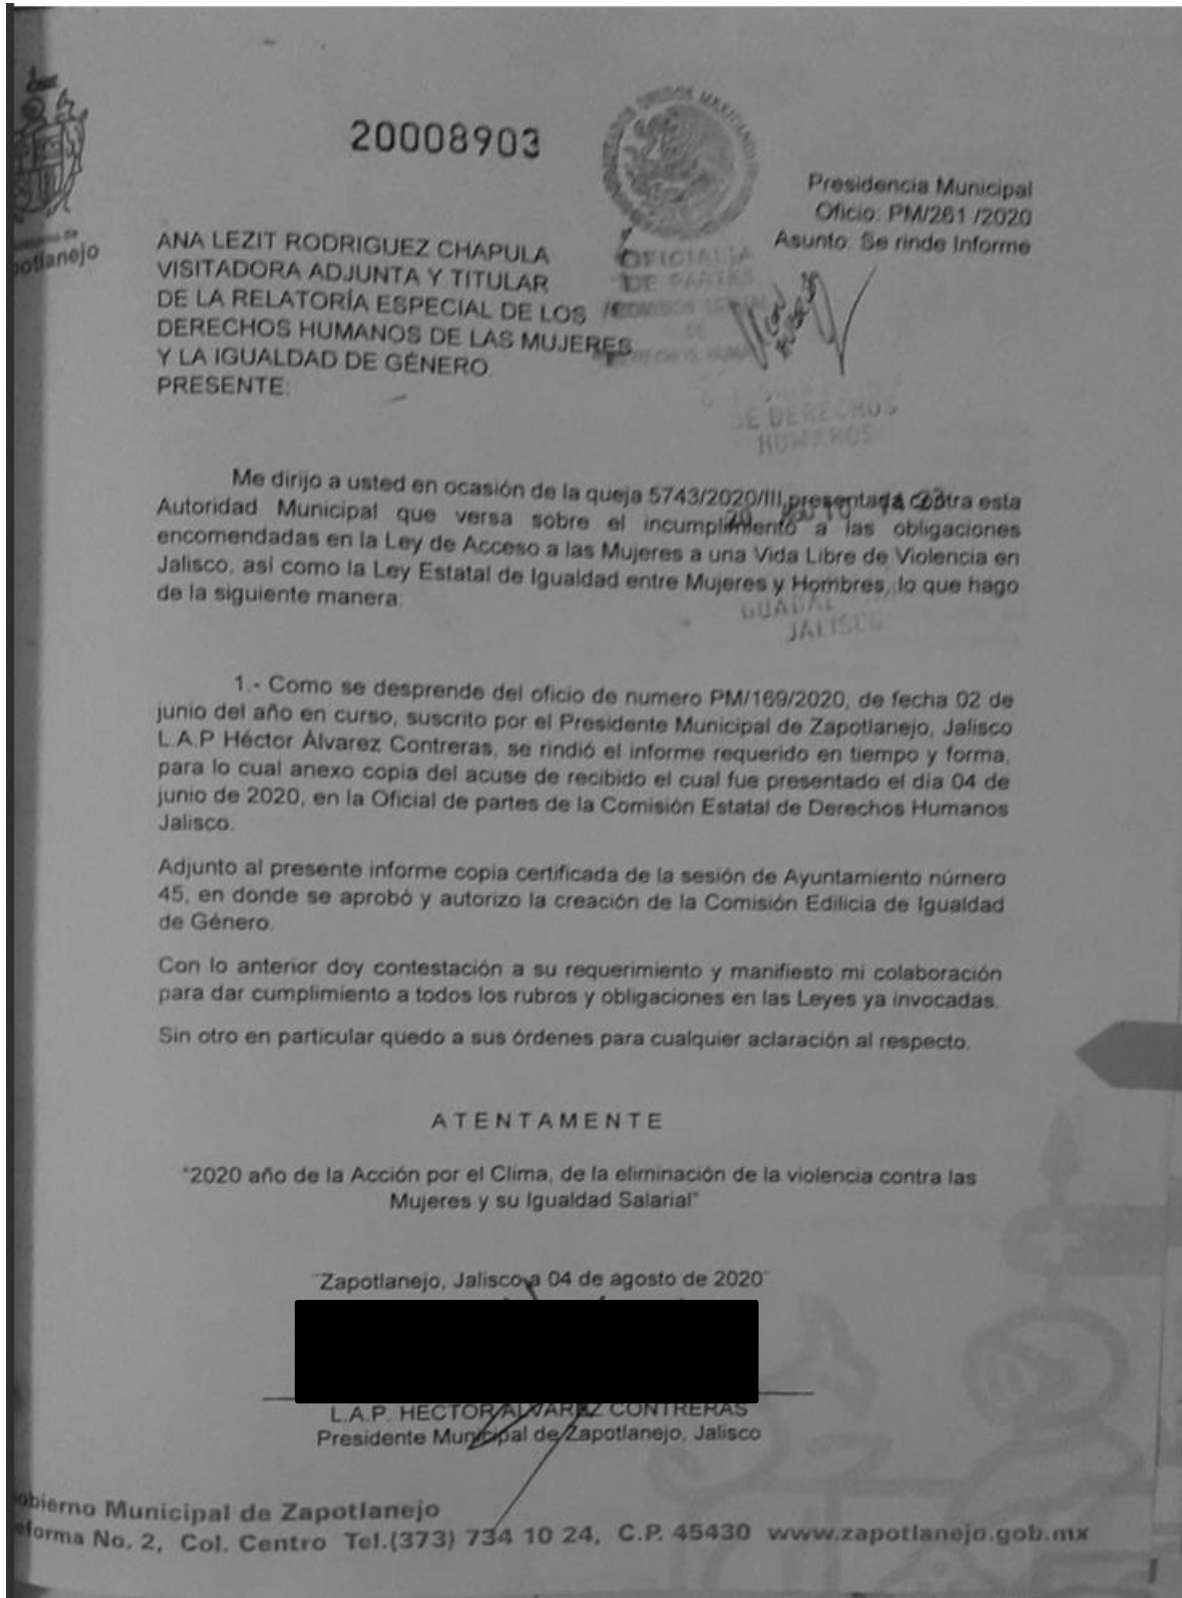 20008903
Presidencia Municipal
Oficio: PM/261 /2020
Asunto: Se rinde Informe
potlanejo
ANA LEZIT RODRIGUEZ CHAPULA
VISITADORA ADJUNTA Y TITULAR
DE LA RELATORÍA ESPECIAL DE LOS
DERECHOS HUMANOS DE LAS MUJERES
Y LA IGUALDAD DE GÉNERO
PRESENTE:
OFICIALIA
DE PARTES
DE DERECHOS
HUMANOS
Me dirijo a usted en ocasión de la queja 5743/2020/III,presentada contra esta
Autoridad Municipal que versa sobre el incumplimiento a las obligaciones
encomendadas en la Ley de Acceso a las Mujeres a una Vida Libre de Violencia en
Jalisco, así como la Ley Estatal de Igualdad entre Mujeres y Hombres, lo que hago
de la siguiente manera:
JALISCO
1.- Como se desprende del oficio de numero PM/169/2020, de fecha 02 de
junio del año en curso, suscrito por el Presidente Municipal de Zapotlanejo, Jalisco
L.A.P Héctor Álvarez Contreras, se rindió el informe requerido en tiempo y forma,
para lo cual anexo copia del acuse de recibido el cual fue presentado el día 04 de
junio de 2020, en la Oficial de partes de la Comisión Estatal de Derechos Humanos
Jalisco.
Adjunto al presente informe copia certificada de la sesión de Ayuntamiento número
45, en donde se aprobó y autorizo la creación de la Comisión Edilicia de Igualdad
de Género.
Con lo anterior doy contestación a su requerimiento y manifiesto mi colaboración
para dar cumplimiento a todos los rubros y obligaciones en las Leyes ya invocadas.
Sin otro en particular quedo a sus órdenes para cualquier aclaración al respecto.
A T E N T A M E N T E
"2020 año de la Acción por el Clima, de la eliminación de la violencia contra las
Mujeres y su Igualdad Salarial"
"Zapotlanejo, Jalisco a 04 de agosto de 2020"
L.A.P. HECTOR ALVAREZ CONTRERAS
Presidente Municipal de Zapotlanejo, Jalisco
obierno Municipal de Zapotlanejo
eforma No. 2, Col. Centro Tel.(373) 734 10 24, C.P. 45430 www.zapotlanejo.gob.mx